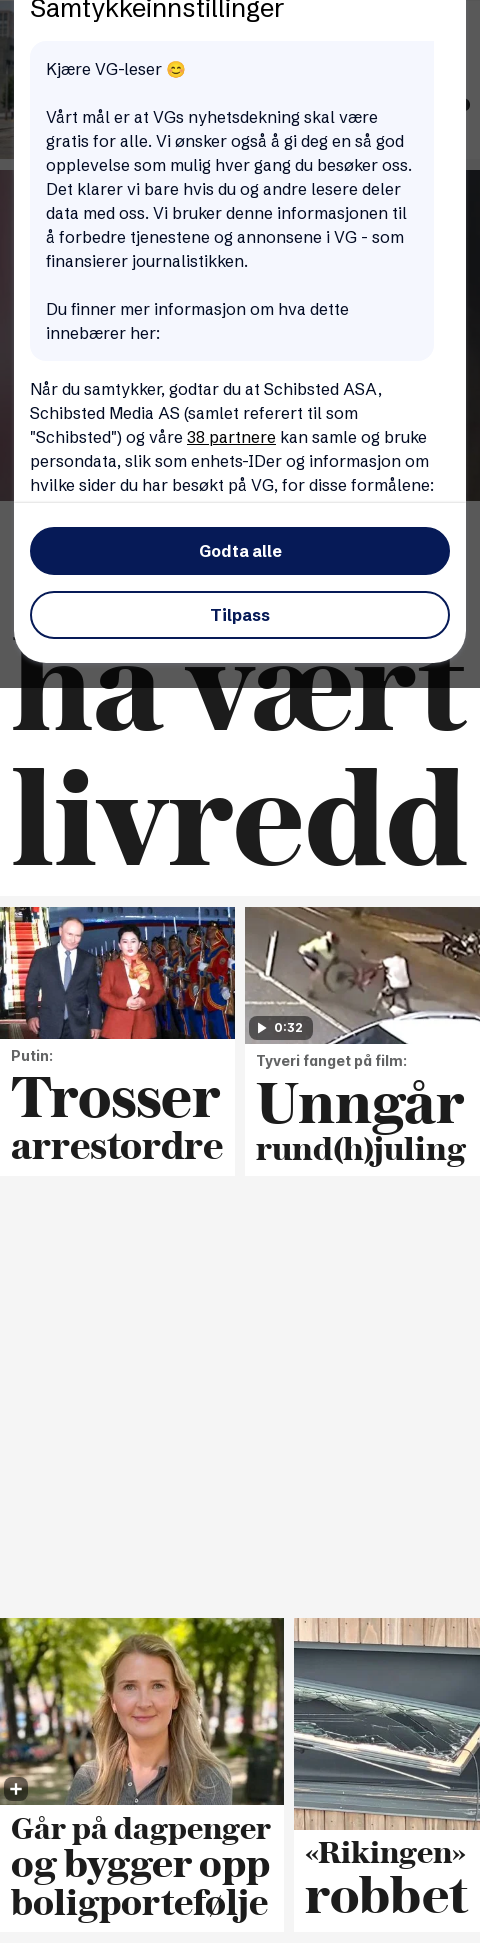 Samtykkeinnstillinger
Kjære VG-leser 😊
Vårt mål er at VGs nyhetsdekning skal være
gratis for alle. Vi ønsker også å gi deg en så god
opplevelse som mulig hver gang du besøker oss.
Det klarer vi bare hvis du og andre lesere deler
data med oss. Vi bruker denne informasjonen til
å forbedre tjenestene og annonsene i VG - som
finansierer journalistikken.
Du finner mer informasjon om hva dette
innebærer her:
Når du samtykker, godtar du at Schibsted ASA,
Schibsted Media AS (samlet referert til som
"Schibsted") og våre 38 partnere kan samle og bruke
persondata, slik som enhets-IDer og informasjon om
hvilke sider du har besøkt på VG, for disse formålene:
Godta alle
Tilpass
ha vært
livredd
Putin:
Trosser
arrestordre
0:32
Tyveri fanget på film:
Unngår
rund(h)juling
Går på dagpenger
og bygger opp
boligportefølje
«Rikingen»
robbet